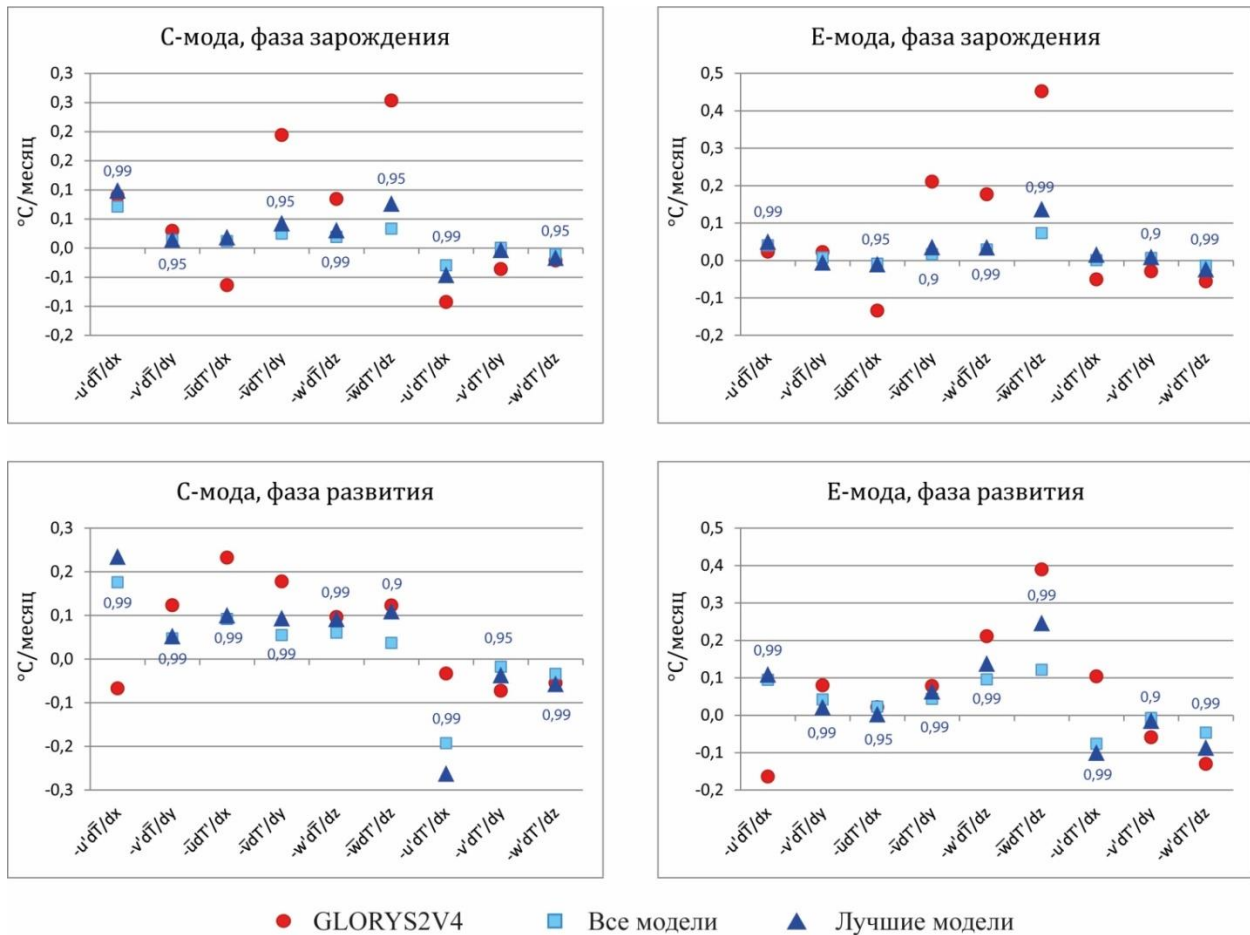 С-мода, фаза зарождения
°С/месяц
0,3
0,3
0,2
0,2
0,1
0,1
0,0
-0,1
-0,1
-0,2
0,99
0,95
0,95
0,99
0,95
0,99
0,95
-u'dT̅/dx
-v'dT̅/dy
-u̅dT'/dx
-v̅dT'/dy
-w'dT̅/dz
-w̅dT'/dz
-u'dT'/dx
-v'dT'/dy
-w'dT'/dz
Е-мода, фаза зарождения
°С/месяц
0,5
0,4
0,3
0,2
0,1
0,0
-0,1
-0,2
0,99
0,95
0,9
0,99
0,99
0,9
0,99
-u'dT̅/dx
-v'dT̅/dy
-u̅dT'/dx
-v̅dT'/dy
-w'dT̅/dz
-w̅dT'/dz
-u'dT'/dx
-v'dT'/dy
-w'dT'/dz
С-мода, фаза развития
°С/месяц
0,3
0,2
0,1
0,0
-0,1
-0,2
-0,3
0,99
0,99
0,99
0,99
0,99
0,9
0,99
0,95
0,99
-u'dT̅/dx
-v'dT̅/dy
-u̅dT'/dx
-v̅dT'/dy
-w'dT̅/dz
-w̅dT'/dz
-u'dT'/dx
-v'dT'/dy
-w'dT'/dz
Е-мода, фаза развития
°С/месяц
0,5
0,4
0,3
0,2
0,1
0,0
-0,1
-0,2
0,99
0,99
0,95
0,99
0,99
0,99
0,99
0,9
0,99
-u'dT̅/dx
-v'dT̅/dy
-u̅dT'/dx
-v̅dT'/dy
-w'dT̅/dz
-w̅dT'/dz
-u'dT'/dx
-v'dT'/dy
-w'dT'/dz
GLORYS2V4
Все модели
Лучшие модели